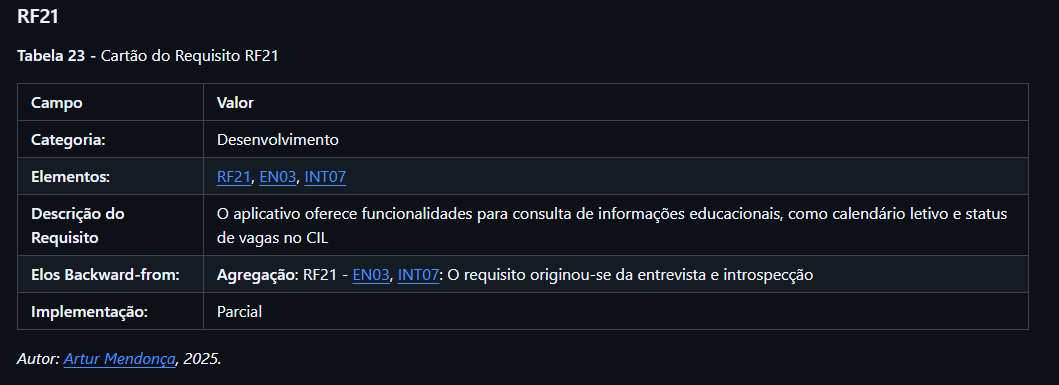 RF21
Tabela 23 - Cartão do Requisito RF21
Campo Valor
Categoria: Desenvolvimento
Elementos: RF21, EN03, INT07
Descrição do Requisito O aplicativo oferece funcionalidades para consulta de informações educacionais, como calendário letivo e status de vagas no CIL
Elos Backward-from: Agregação: RF21 - EN03, INT07: O requisito originou-se da entrevista e introspecção
Implementação: Parcial
Autor: Artur Mendonça, 2025.